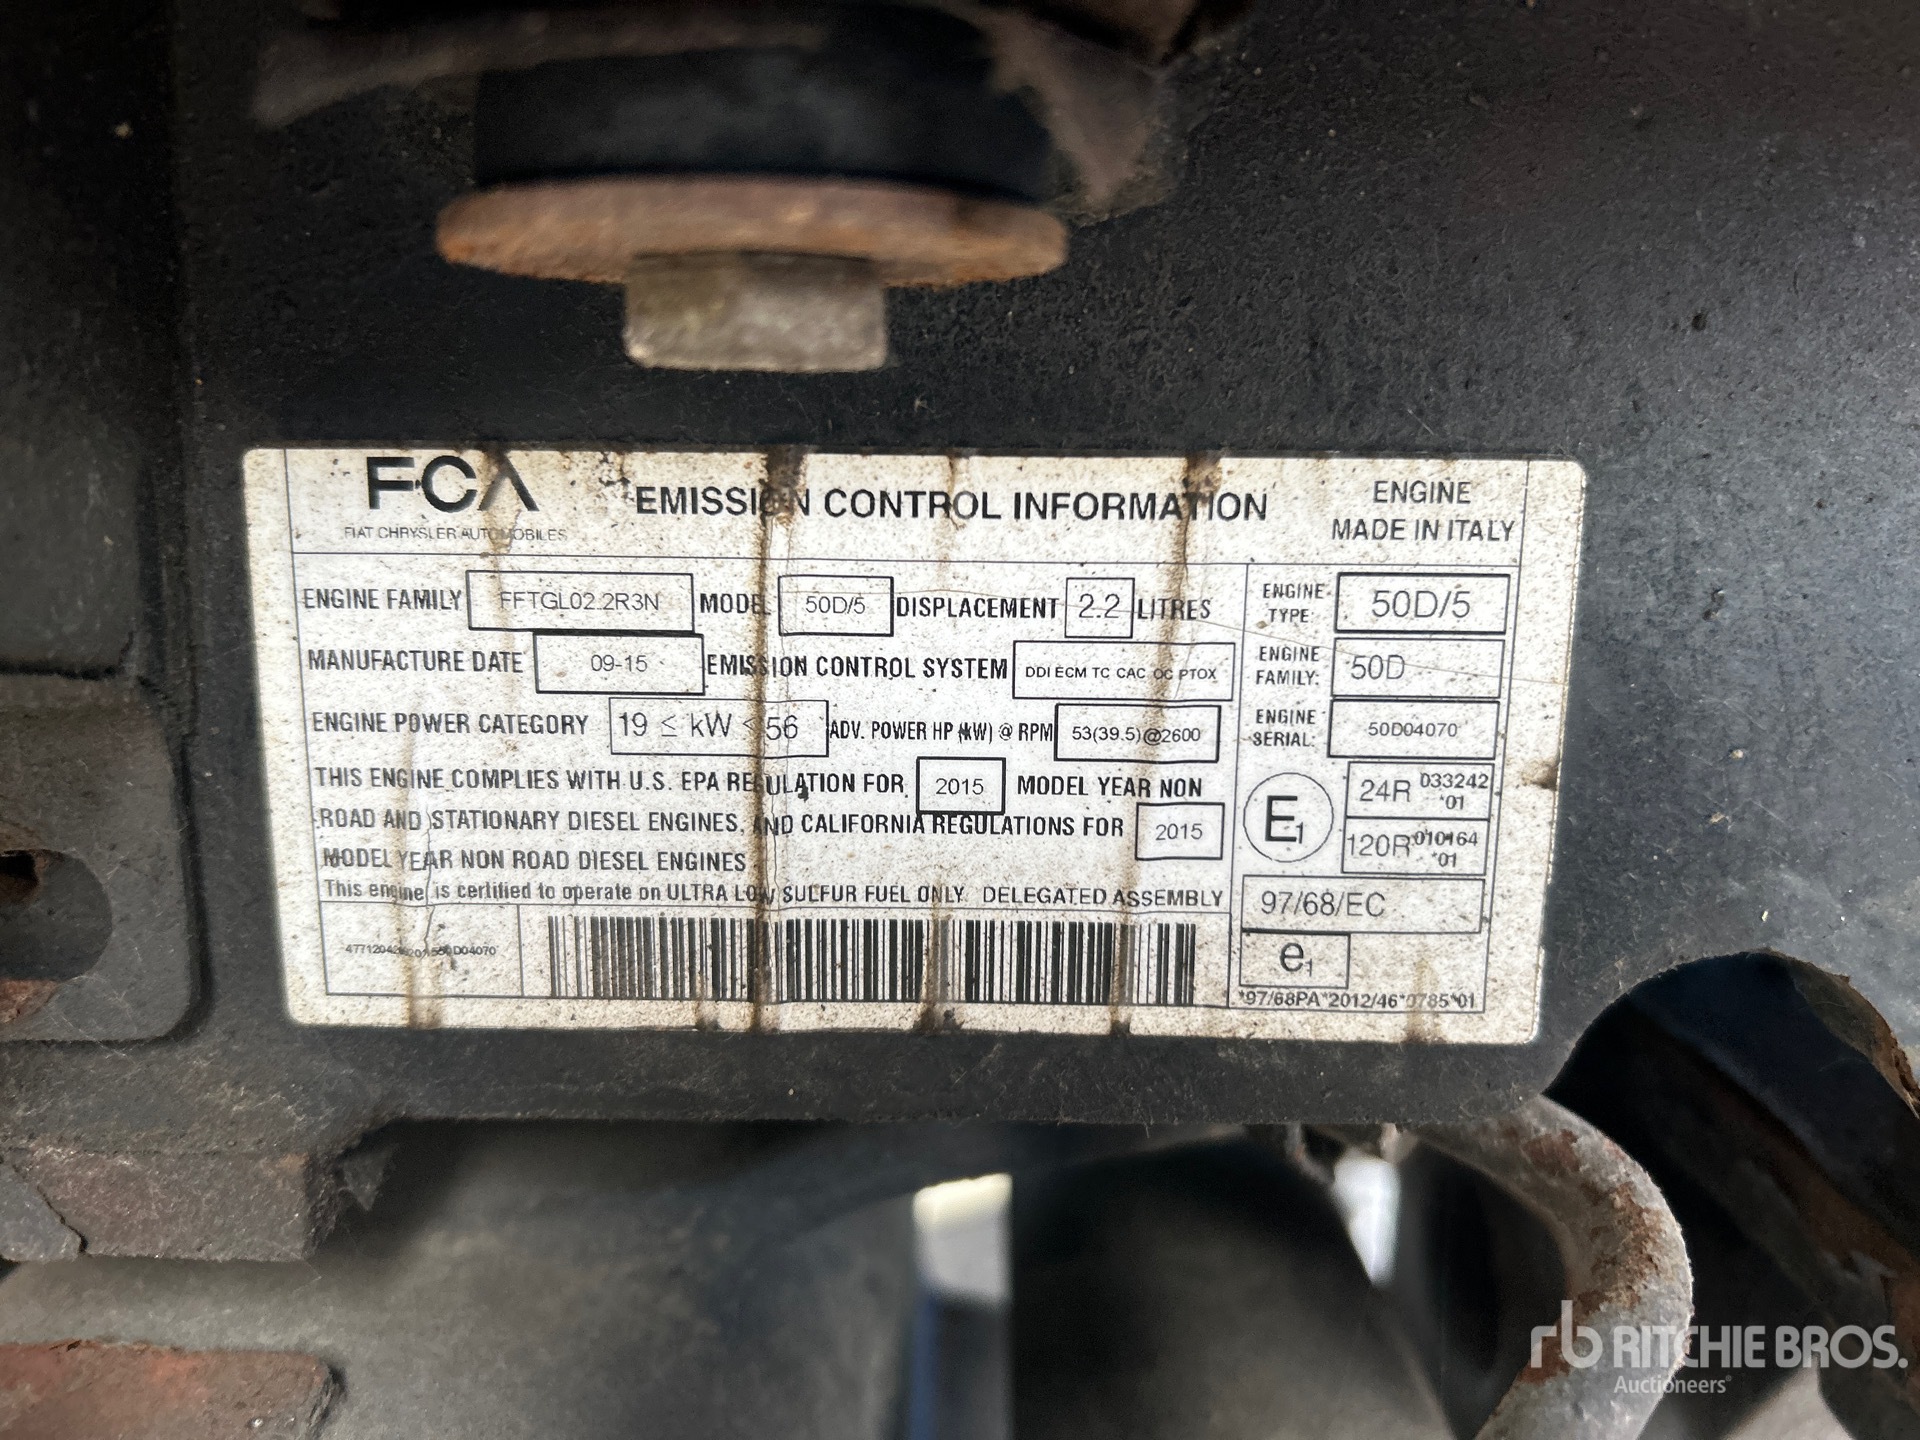 FCA
FIAT CHRYSLER AUTOMOBILES
EMISSION CONTROL INFORMATION
ENGINE
MADE IN ITALY
ENGINE FAMILY FFTGL02.2R3N MODEL 50D/5 DISPLACEMENT 2.2 LITRES
MANUFACTURE DATE 09-15 EMISSION CONTROL SYSTEM DDI ECM TC CAC OC PTOX
ENGINE POWER CATEGORY 19 ≤ kW ≤ 56 ADV. POWER HP (kW) @ RPM 53(39.5)@2600
THIS ENGINE COMPLIES WITH U.S. EPA REGULATION FOR 2015 MODEL YEAR NON
ROAD AND STATIONARY DIESEL ENGINES, AND CALIFORNIA REGULATIONS FOR 2015
MODEL YEAR NON ROAD DIESEL ENGINES
This engine is certified to operate on ULTRA LOW SULFUR FUEL ONLY. DELEGATED ASSEMBLY
ENGINE TYPE: 50D/5
ENGINE FAMILY: 50D
ENGINE SERIAL: 50D04070
E1
24R 033242 *01
120R 010164 *01
97/68/EC
e1
*97/68PA*2012/46*0785*01
rb RITCHIE BROS.
Auctioneers